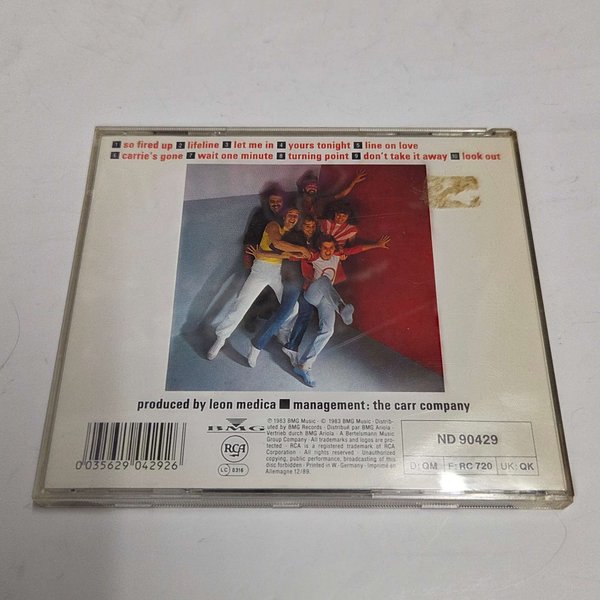 1 so fired up 2 lifeline 3 let me in 4 yours tonight 5 line on love
6 carrie's gone 7 wait one minute 8 turning point 9 don't take it away 10 look out
produced by leon medica ■ management: the carr company
BMG
RCA
LC 0316
℗ 1983 BMG Music · © 1983 BMG Music · Distrib-
uted by BMG Records · Distribué par BMG Ariola ·
Vertrieb durch BMG Ariola · A Bertelsmann Music
Group Company · All trademarks and logos are pro-
tected · RCA is a registered trademark of RCA
Corporation · All rights reserved · Unauthorized
copying, public performance, broadcasting of this
disc forbidden · Printed in W.-Germany · Imprimé en
Allemagne 12/89.
ND 90429
D: QM F: RC 720 UK: QK
0 035629 042926